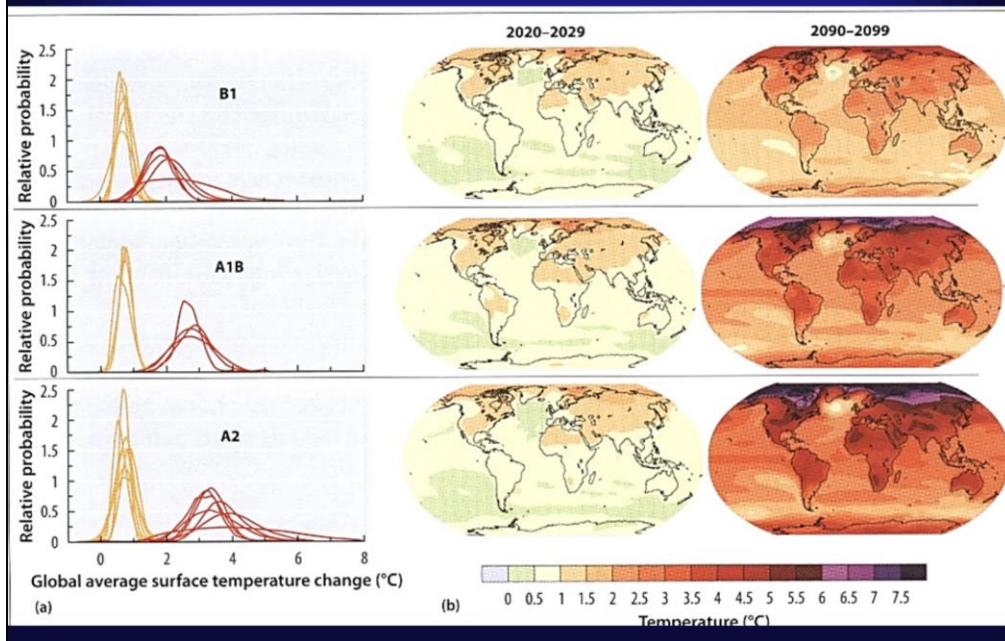 2020–2029
2090–2099
Relative probability
2.5
2
1.5
1
0.5
0
B1
Relative probability
2.5
2
1.5
1
0.5
0
A1B
Relative probability
2.5
2
1.5
1
0.5
0
A2
0 2 4 6 8
Global average surface temperature change (°C)
(a)
(b)
0 0.5 1 1.5 2 2.5 3 3.5 4 4.5 5 5.5 6 6.5 7 7.5
Temperature (°C)